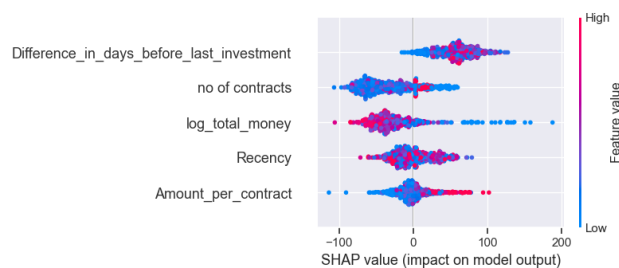 High
Difference_in_days_before_last_investment
no of contracts
log_total_money
Recency
Amount_per_contract
Feature value
Low
−100 0 100 200
SHAP value (impact on model output)